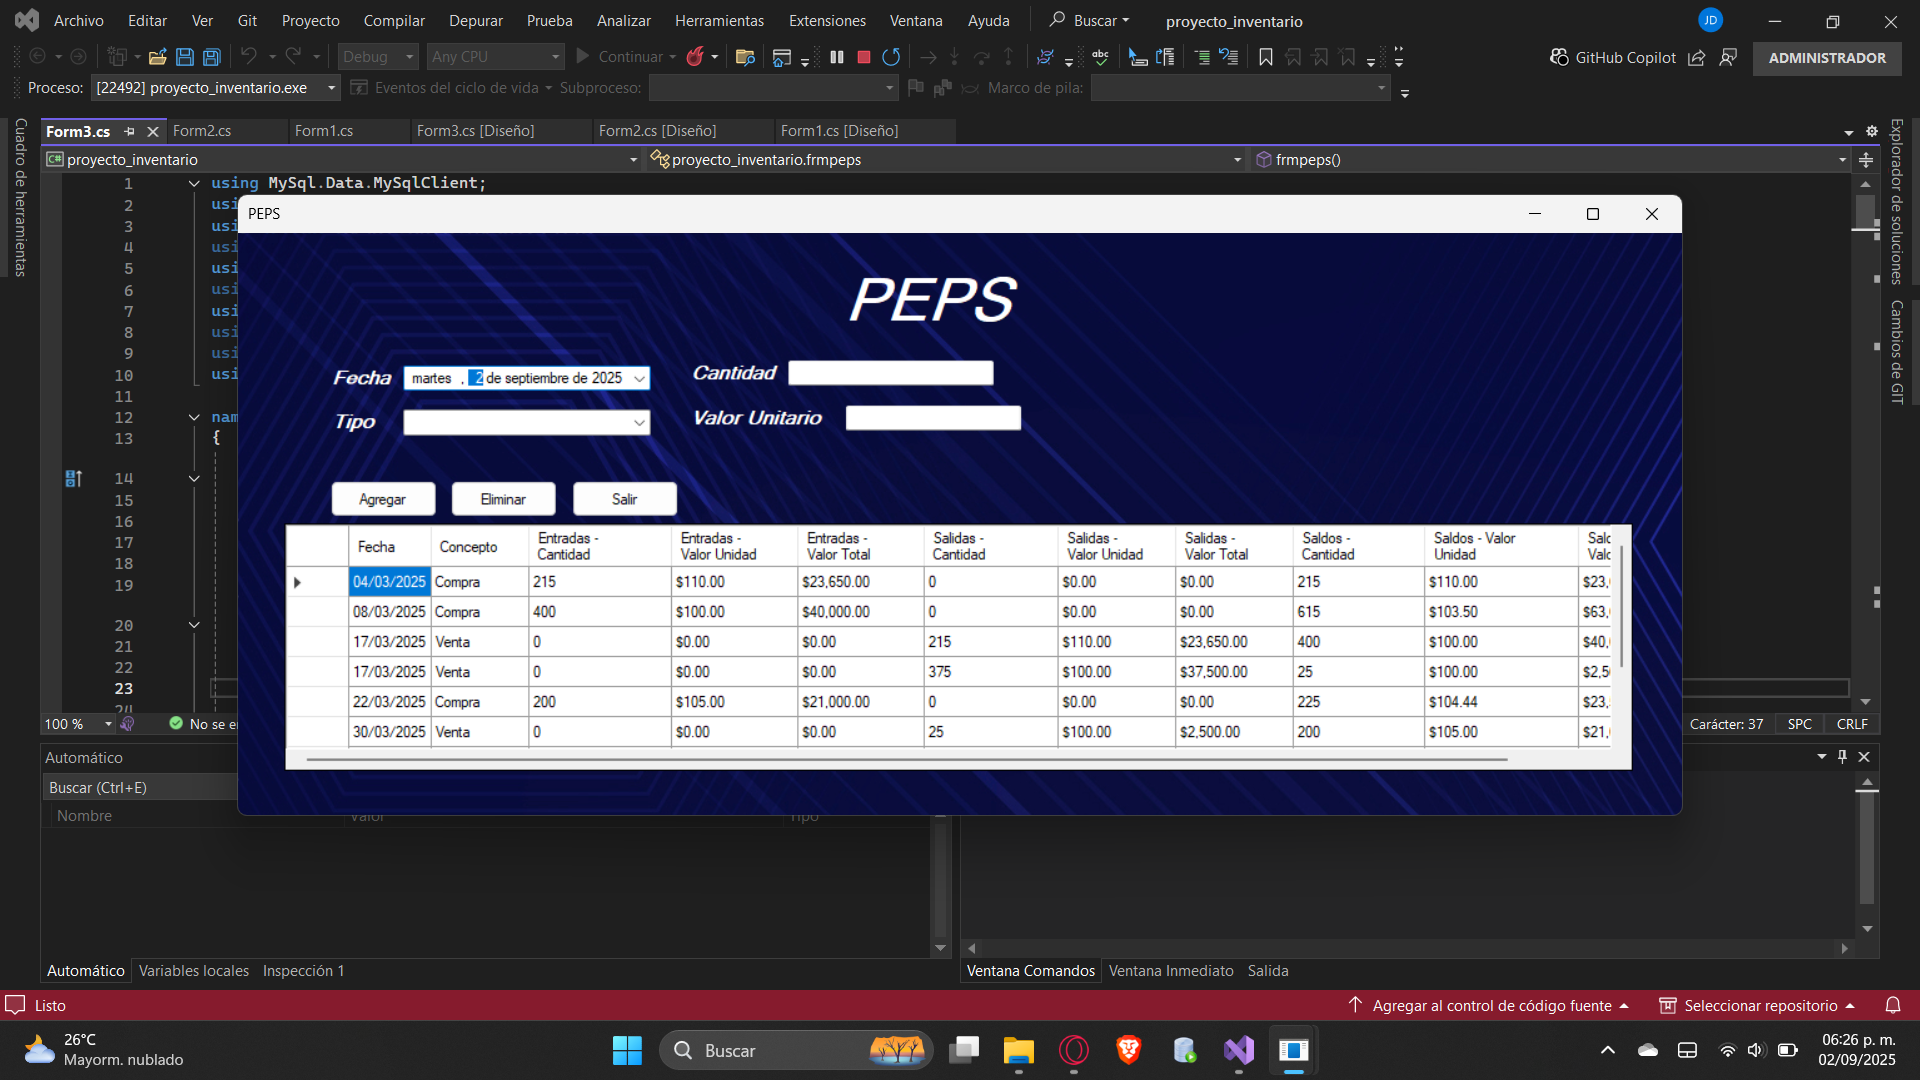 Archivo Editar Ver Git Proyecto Compilar Depurar Prueba Analizar Herramientas Extensiones Ventana Ayuda Buscar proyecto_inventario JD
Debug Any CPU Continuar abc GitHub Copilot ADMINISTRADOR
Proceso: [22492] proyecto_inventario.exe Eventos del ciclo de vida Subproceso: Marco de pila:
Cuadro de herramientas
Form3.cs Form2.cs Form1.cs Form3.cs [Diseño] Form2.cs [Diseño] Form1.cs [Diseño]
C# proyecto_inventario proyecto_inventario.frmpeps frmpeps()
Explorador de soluciones
Cambios de GIT
1 using MySql.Data.MySqlClient;
2 usi
3 usi
4 usi
5 usi
6 usi
7 usi
8 usi
9 usi
10 usi
11
12 nam
13 {
14
15
16
17
18
19
20
21
22
23
24
PEPS
PEPS
Fecha martes , 2 de septiembre de 2025 Cantidad
Tipo Valor Unitario
Agregar Eliminar Salir
Fecha Concepto Entradas - Cantidad Entradas - Valor Unidad Entradas - Valor Total Salidas - Cantidad Salidas - Valor Unidad Salidas - Valor Total Saldos - Cantidad Saldos - Valor Unidad
04/03/2025 Compra 215 $110.00 $23,650.00 0 $0.00 $0.00 215 $110.00 $23,
08/03/2025 Compra 400 $100.00 $40,000.00 0 $0.00 $0.00 615 $103.50 $63,
17/03/2025 Venta 0 $0.00 $0.00 215 $110.00 $23,650.00 400 $100.00 $40,
17/03/2025 Venta 0 $0.00 $0.00 375 $100.00 $37,500.00 25 $100.00 $2,5
22/03/2025 Compra 200 $105.00 $21,000.00 0 $0.00 $0.00 225 $104.44 $23,
30/03/2025 Venta 0 $0.00 $0.00 25 $100.00 $2,500.00 200 $105.00 $21,
100 % No se e Carácter: 37 SPC CRLF
Automático
Buscar (Ctrl+E)
Nombre Valor Tipo
Automático Variables locales Inspección 1 Ventana Comandos Ventana Inmediato Salida
Listo Agregar al control de código fuente Seleccionar repositorio
26°C
Mayorm. nublado
Buscar
06:26 p. m.
02/09/2025